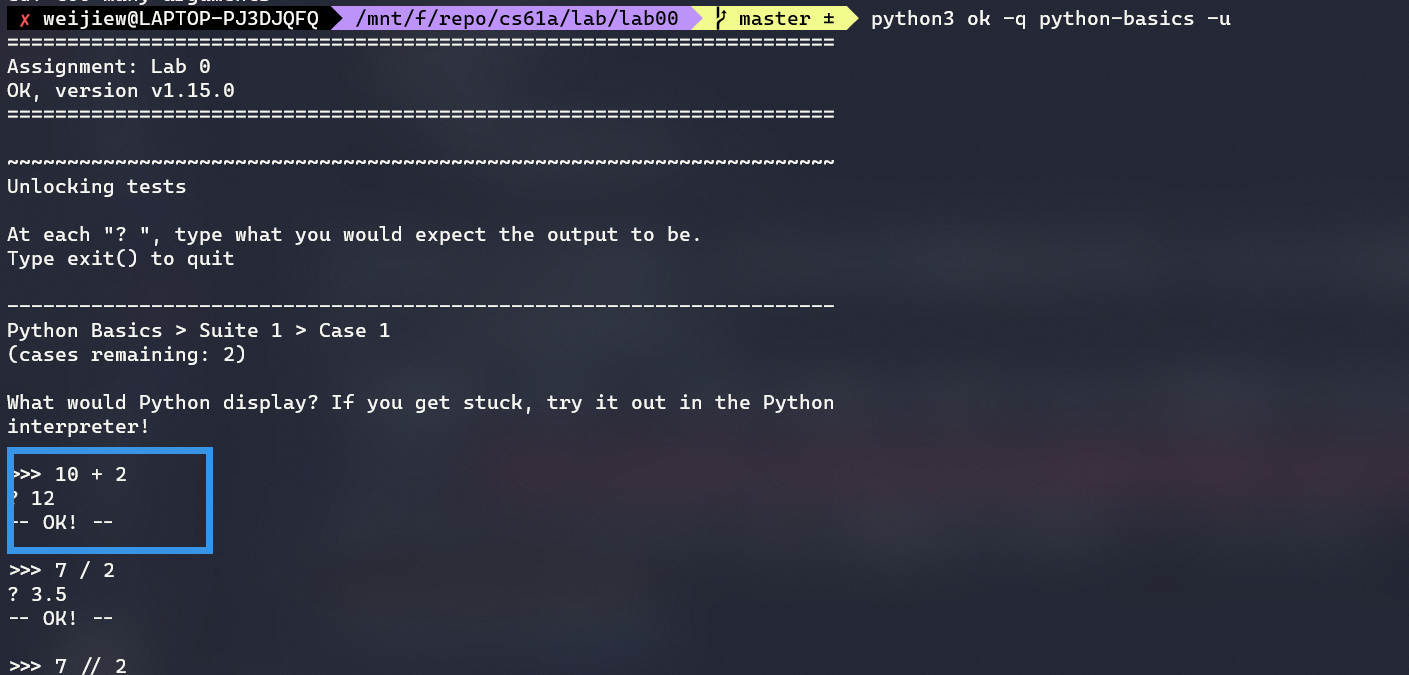 ✗ weijiew@LAPTOP-PJ3DJQFQ /mnt/f/repo/cs61a/lab/lab00 master ± python3 ok -q python-basics -u
=====================================================================
Assignment: Lab 0
OK, version v1.15.0
=====================================================================
~~~~~~~~~~~~~~~~~~~~~~~~~~~~~~~~~~~~~~~~~~~~~~~~~~~~~~~~~~~~~~~~~~~~~
Unlocking tests
At each "? ", type what you would expect the output to be.
Type exit() to quit
---------------------------------------------------------------------
Python Basics > Suite 1 > Case 1
(cases remaining: 2)
What would Python display? If you get stuck, try it out in the Python
interpreter!
>>> 10 + 2
? 12
-- OK! --
>>> 7 / 2
? 3.5
-- OK! --
>>> 7 // 2